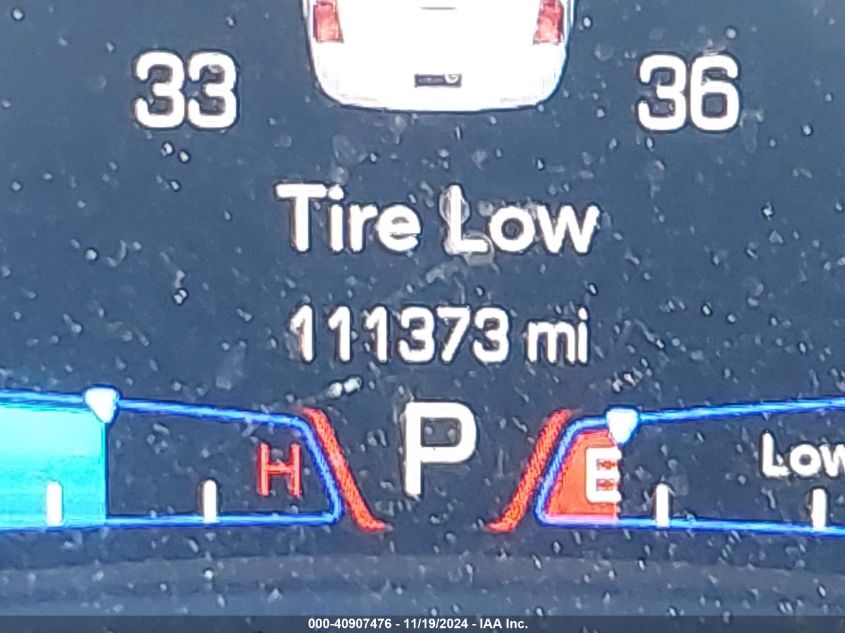 33 36
Tire Low
111373 mi
P
H E Low
000-40907476 - 11/19/2024 - IAA Inc.